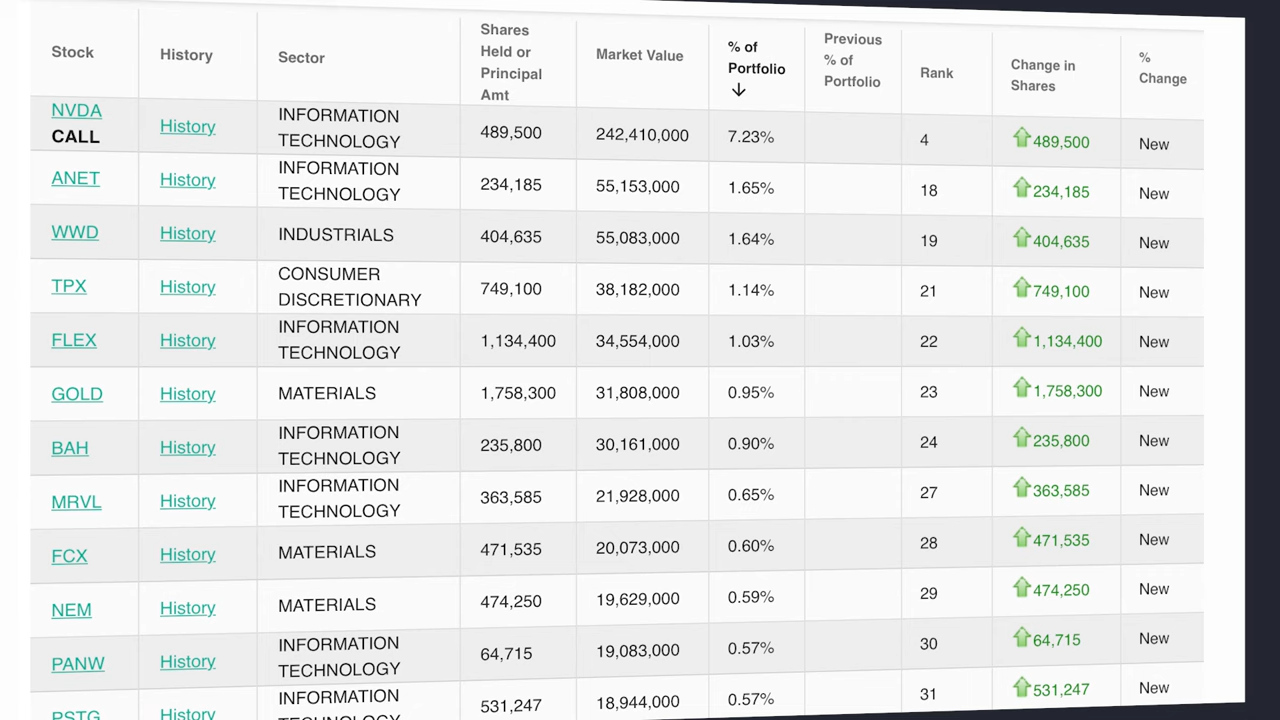 Stock History Sector Shares Held or Principal Amt Market Value % of Portfolio ↓ Previous % of Portfolio Rank Change in Shares % Change
NVDA CALL History INFORMATION TECHNOLOGY 489,500 242,410,000 7.23% 4 489,500 New
ANET History INFORMATION TECHNOLOGY 234,185 55,153,000 1.65% 18 234,185 New
WWD History INDUSTRIALS 404,635 55,083,000 1.64% 19 404,635 New
TPX History CONSUMER DISCRETIONARY 749,100 38,182,000 1.14% 21 749,100 New
FLEX History INFORMATION TECHNOLOGY 1,134,400 34,554,000 1.03% 22 1,134,400 New
GOLD History MATERIALS 1,758,300 31,808,000 0.95% 23 1,758,300 New
BAH History INFORMATION TECHNOLOGY 235,800 30,161,000 0.90% 24 235,800 New
MRVL History INFORMATION TECHNOLOGY 363,585 21,928,000 0.65% 27 363,585 New
FCX History MATERIALS 471,535 20,073,000 0.60% 28 471,535 New
NEM History MATERIALS 474,250 19,629,000 0.59% 29 474,250 New
PANW History INFORMATION TECHNOLOGY 64,715 19,083,000 0.57% 30 64,715 New
PSTG History INFORMATION TECHNOLOGY 531,247 18,944,000 0.57% 31 531,247 New